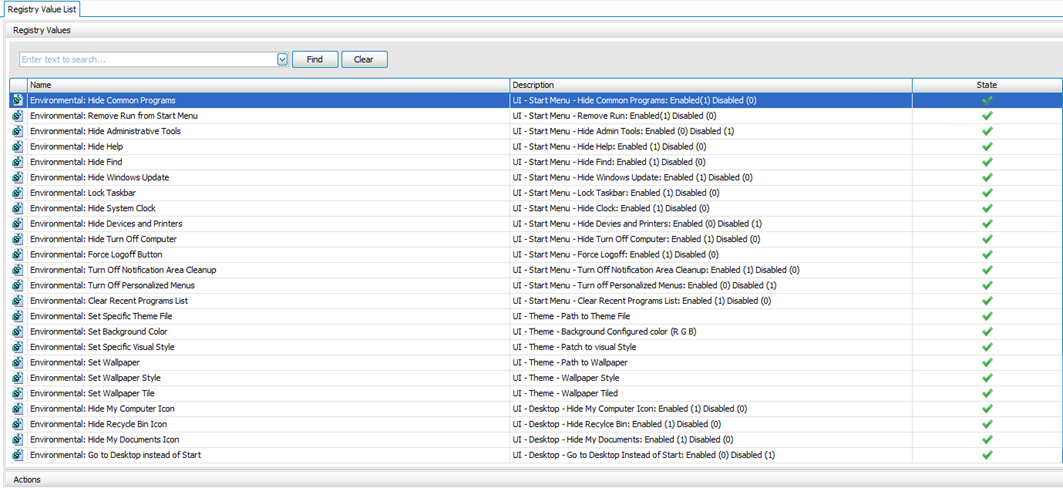 Registry Value List
Registry Values
Enter text to search... Find Clear
Name Description State
Environmental: Hide Common Programs UI - Start Menu - Hide Common Programs: Enabled(1) Disabled (0)
Environmental: Remove Run from Start Menu UI - Start Menu - Remove Run: Enabled(1) Disabled (0)
Environmental: Hide Administrative Tools UI - Start Menu - Hide Admin Tools: Enabled (0) Disabled (1)
Environmental: Hide Help UI - Start Menu - Hide Help: Enabled (1) Disabled (0)
Environmental: Hide Find UI - Start Menu - Hide Find: Enabled (1) Disabled (0)
Environmental: Hide Windows Update UI - Start Menu - Hide Windows Update: Enabled (1) Disabled (0)
Environmental: Lock Taskbar UI - Start Menu - Lock Taskbar: Enabled (1) Disabled (0)
Environmental: Hide System Clock UI - Start Menu - Hide Clock: Enabled (1) Disabled (0)
Environmental: Hide Devices and Printers UI - Start Menu - Hide Devies and Printers: Enabled (0) Disabled (1)
Environmental: Hide Turn Off Computer UI - Start Menu - Hide Turn Off Computer: Enabled (1) Disabled (0)
Environmental: Force Logoff Button UI - Start Menu - Force Logoff: Enabled (1) Disabled (0)
Environmental: Turn Off Notification Area Cleanup UI - Start Menu - Turn Off Notification Area Cleanup: Enabled (1) Disabled (0)
Environmental: Turn Off Personalized Menus UI - Start Menu - Turn off Personalized Menus: Enabled (0) Disabled (1)
Environmental: Clear Recent Programs List UI - Start Menu - Clear Recent Programs List: Enabled (1) Disabled (0)
Environmental: Set Specific Theme File UI - Theme - Path to Theme File
Environmental: Set Background Color UI - Theme - Background Configured color (R G B)
Environmental: Set Specific Visual Style UI - Theme - Patch to visual Style
Environmental: Set Wallpaper UI - Theme - Path to Wallpaper
Environmental: Set Wallpaper Style UI - Theme - Wallpaper Style
Environmental: Set Wallpaper Tile UI - Theme - Wallpaper Tiled
Environmental: Hide My Computer Icon UI - Desktop - Hide My Computer Icon: Enabled (1) Disabled (0)
Environmental: Hide Recycle Bin Icon UI - Desktop - Hide Recylce Bin: Enabled (1) Disabled (0)
Environmental: Hide My Documents Icon UI - Desktop - Hide My Documents: Enabled (1) Disabled (0)
Environmental: Go to Desktop instead of Start UI - Desktop - Go to Desktop Instead of Start: Enabled (0) Disabled (1)
Actions